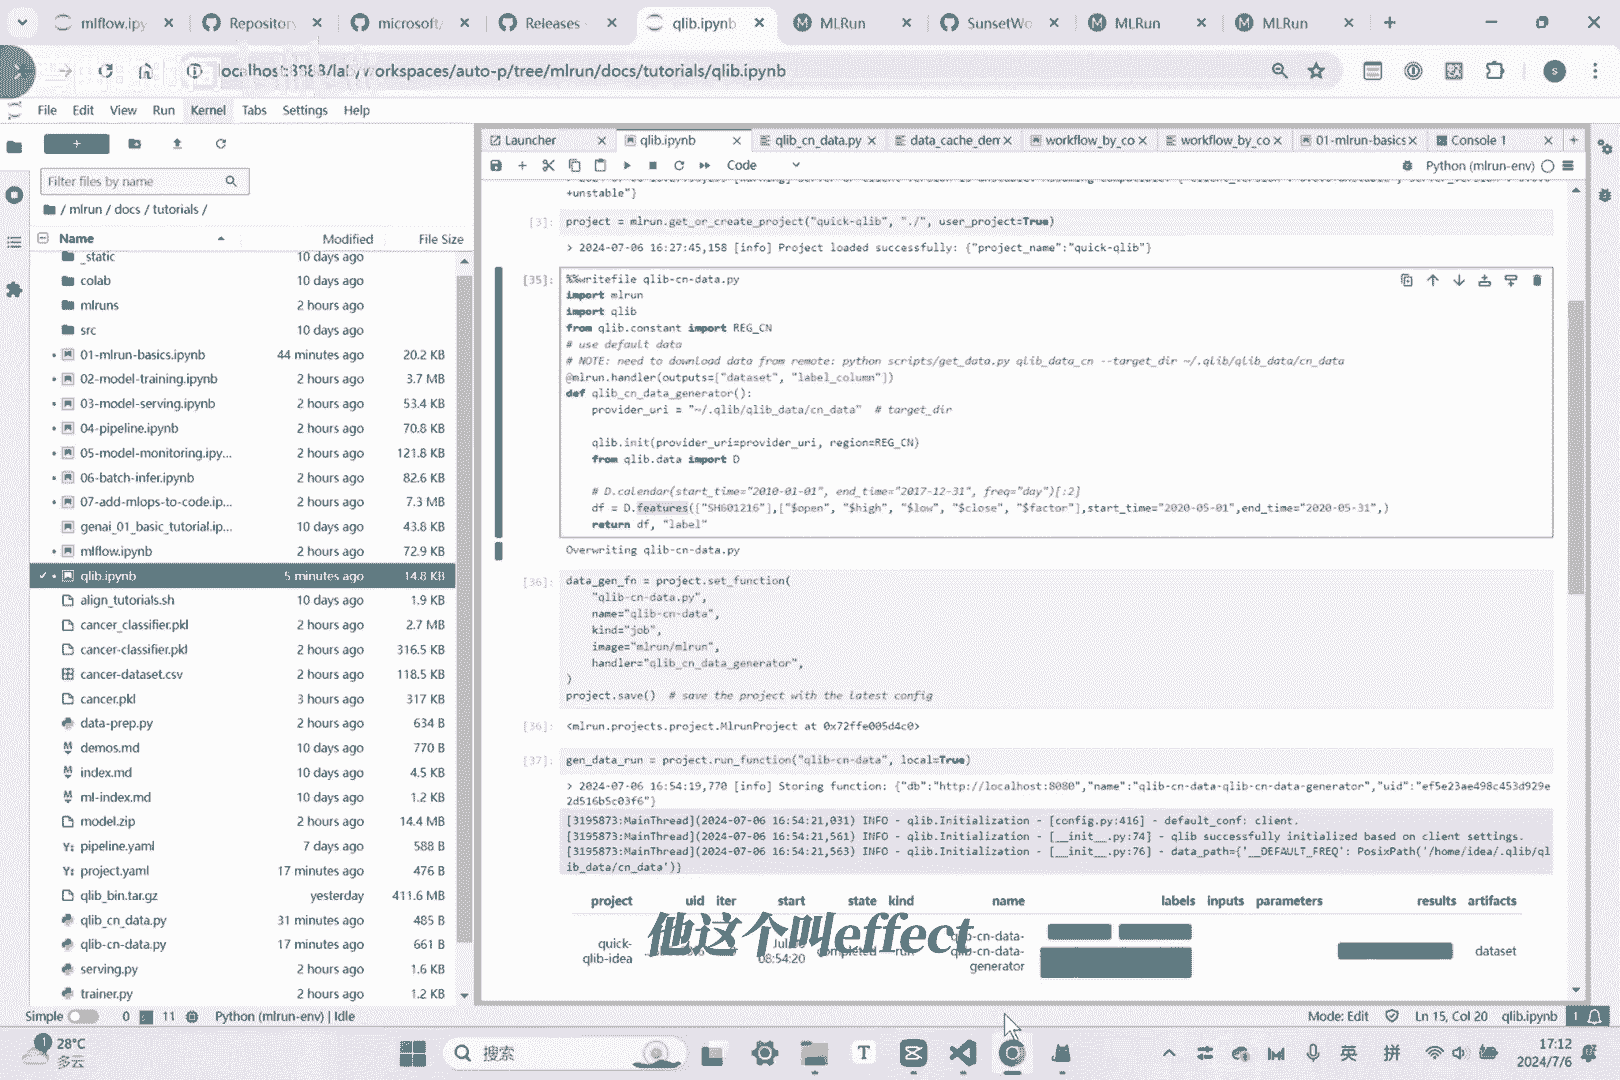 mlflow.ipy
Repository
microsoft/
Releases
qlib.ipynb
MLRun
SunsetWo
MLRun
MLRun
/workspaces/auto-p/tree/mlrun/docs/tutorials/qlib.ipynb
File Edit View Run Kernel Tabs Settings Help
Filter files by name
/ mlrun / docs / tutorials /
Name Modified File Size
_static 10 days ago
colab 10 days ago
mlruns 2 hours ago
src 10 days ago
01-mlrun-basics.ipynb 44 minutes ago 20.2 KB
02-model-training.ipynb 2 hours ago 3.7 MB
03-model-serving.ipynb 2 hours ago 53.4 KB
04-pipeline.ipynb 2 hours ago 70.8 KB
05-model-monitoring.ipy... 2 hours ago 121.8 KB
06-batch-infer.ipynb 2 hours ago 82.6 KB
07-add-mlops-to-code.ip... 2 hours ago 7.3 MB
genai_01_basic_tutorial.ip... 10 days ago 43.8 KB
mlflow.ipynb 2 hours ago 72.9 KB
qlib.ipynb 5 minutes ago 14.8 KB
align_tutorials.sh 10 days ago 1.9 KB
cancer_classifier.pkl 2 hours ago 2.7 MB
cancer-classifier.pkl 2 hours ago 316.5 KB
cancer-dataset.csv 2 hours ago 118.5 KB
cancer.pkl 3 hours ago 317 KB
data-prep.py 2 hours ago 634 B
demos.md 10 days ago 770 B
index.md 10 days ago 4.5 KB
ml-index.md 10 days ago 1.2 KB
model.zip 2 hours ago 14.4 MB
pipeline.yaml 7 days ago 588 B
project.yaml 17 minutes ago 476 B
qlib_bin.tar.gz yesterday 411.6 MB
qlib_cn_data.py 31 minutes ago 485 B
qlib-cn-data.py 17 minutes ago 661 B
serving.py 2 hours ago 1.6 KB
trainer.py 2 hours ago 1.2 KB
Launcher
qlib.ipynb
qlib_cn_data.py
data_cache_den
workflow_by_co
workflow_by_co
01-mlrun-basics
Console 1
Code
Python (mlrun-env)
+unstable"}
[3]: project = mlrun.get_or_create_project("quick-qlib", "./", user_project=True)
> 2024-07-06 16:27:45,158 [info] Project loaded successfully: {"project_name":"quick-qlib"}
[35]: %%writefile qlib-cn-data.py
import mlrun
import qlib
from qlib.constant import REG_CN
# use default data
# NOTE: need to download data from remote: python scripts/get_data.py qlib_data_cn --target_dir ~/.qlib/qlib_data/cn_data
@mlrun.handler(outputs=["dataset", "label_column"])
def qlib_cn_data_generator():
provider_uri = "~/.qlib/qlib_data/cn_data"  # target_dir
qlib.init(provider_uri=provider_uri, region=REG_CN)
from qlib.data import D
# D.calendar(start_time="2010-01-01", end_time="2017-12-31", freq="day")[:2]
df = D.features(["SH601216"],["$open", "$high", "$low", "$close", "$factor"],start_time="2020-05-01",end_time="2020-05-31",)
return df, "label"
Overwriting qlib-cn-data.py
[36]: data_gen_fn = project.set_function(
"qlib-cn-data.py",
name="qlib-cn-data",
kind="job",
image="mlrun/mlrun",
handler="qlib_cn_data_generator",
)
project.save()  # save the project with the latest config
[36]: <mlrun.projects.project.MlrunProject at 0x72ffe005d4c0>
[37]: gen_data_run = project.run_function("qlib-cn-data", local=True)
> 2024-07-06 16:54:19,770 [info] Storing function: {"db":"http://localhost:8080","name":"qlib-cn-data-qlib-cn-data-generator","uid":"ef5e23ae498c453d929e
2d516b5c03f6"}
[3195873:MainThread](2024-07-06 16:54:21,031) INFO - qlib.Initialization - [config.py:416] - default_conf: client.
[3195873:MainThread](2024-07-06 16:54:21,561) INFO - qlib.Initialization - [__init__.py:74] - qlib successfully initialized based on client settings.
[3195873:MainThread](2024-07-06 16:54:21,563) INFO - qlib.Initialization - [__init__.py:76] - data_path={'__DEFAULT_FREQ': PosixPath('/home/idea/.qlib/ql
ib_data/cn_data')}
project uid iter start state kind name labels inputs parameters results artifacts
quick-
qlib-idea
08:54:20
completed
run
qlib-cn-data-
qlib-cn-data-
generator
dataset
他这个叫effect
Simple 0 11 Python (mlrun-env) | Idle
Mode: Edit Ln 15, Col 20 qlib.ipynb 1
28°C
多云
搜索
英 拼
17:12
2024/7/6